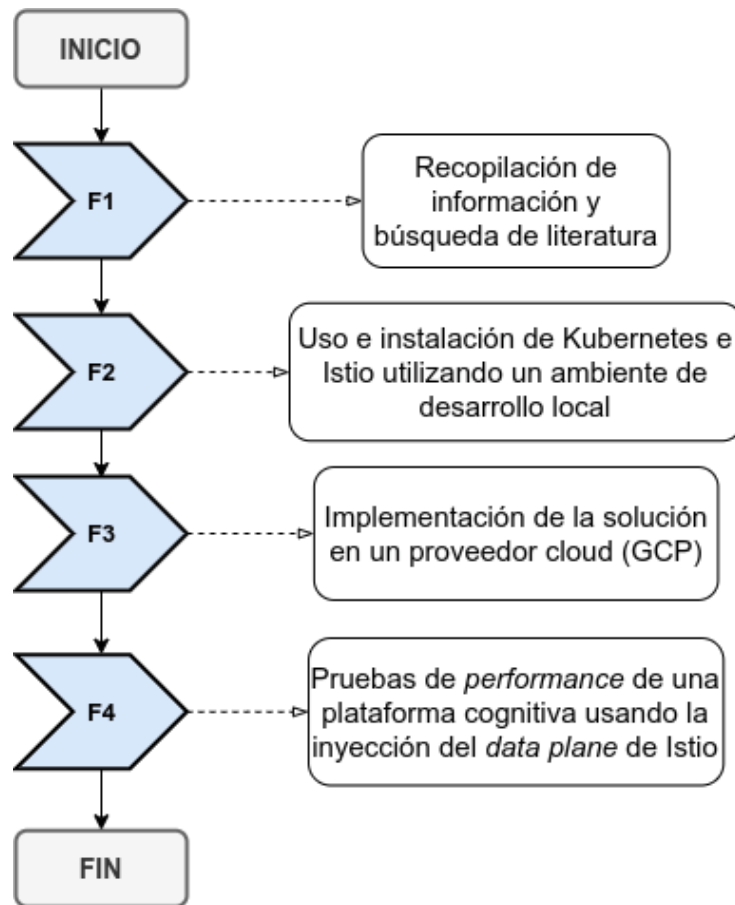 INICIO
F1
Recopilación de
información y
búsqueda de literatura
F2
Uso e instalación de Kubernetes e
Istio utilizando un ambiente de
desarrollo local
F3
Implementación de la solución
en un proveedor cloud (GCP)
F4
Pruebas de performance de una
plataforma cognitiva usando la
inyección del data plane de Istio
FIN